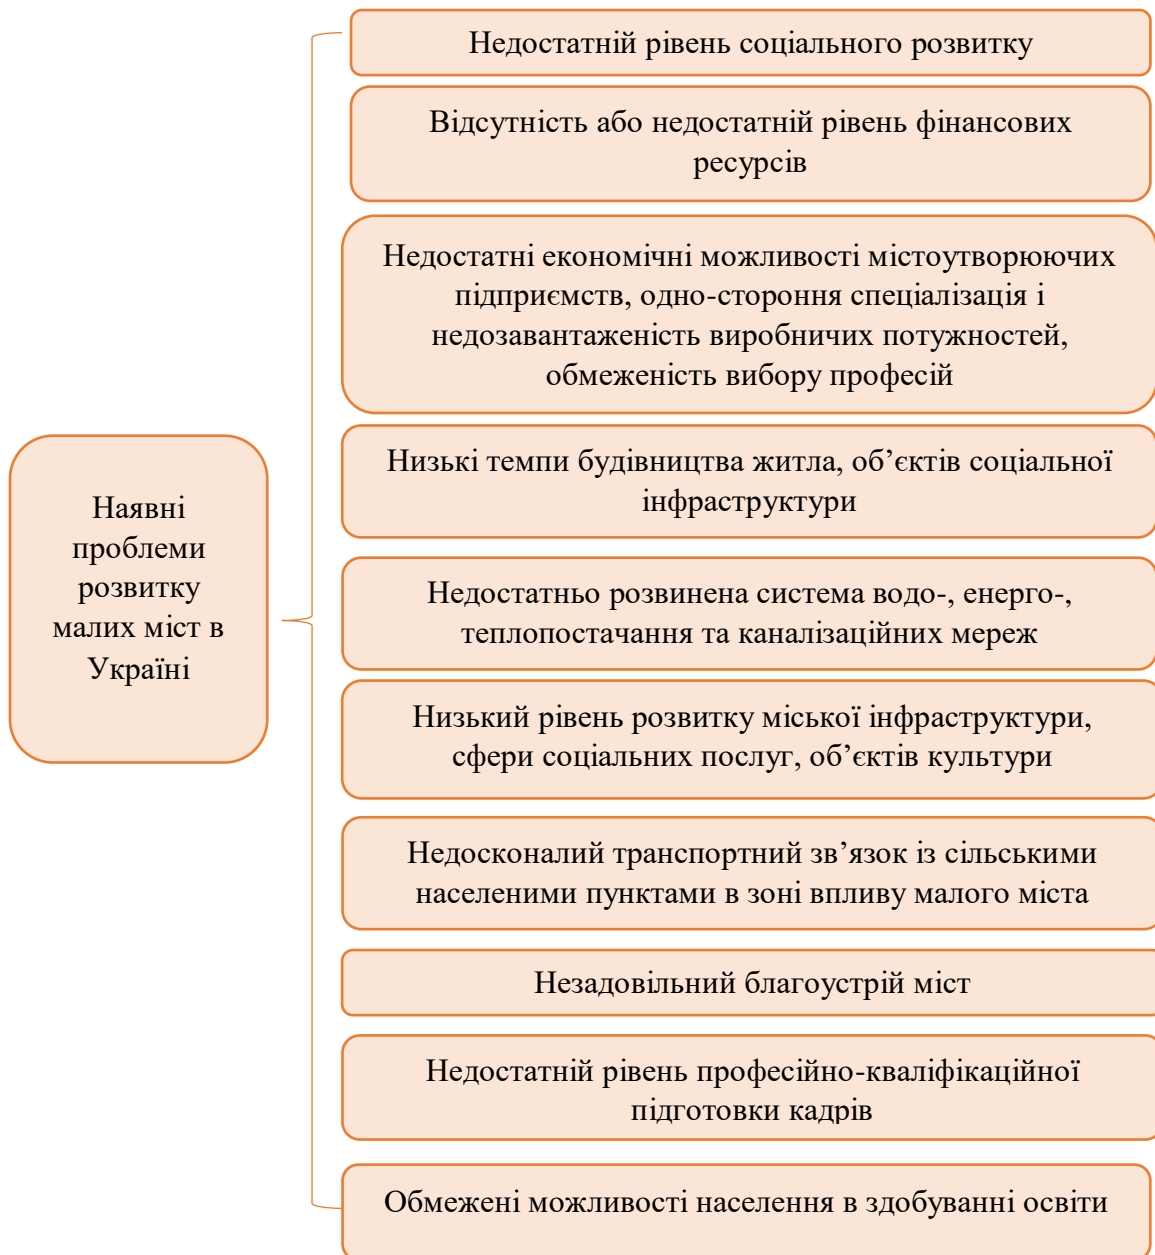 Наявні
проблеми
розвитку
малих міст в
Україні
Недостатній рівень соціального розвитку
Відсутність або недостатній рівень фінансових
ресурсів
Недостатні економічні можливості містоутворюючих
підприємств, одно-стороння спеціалізація і
недозавантаженість виробничих потужностей,
обмеженість вибору професій
Низькі темпи будівництва житла, об’єктів соціальної
інфраструктури
Недостатньо розвинена система водо-, енерго-,
теплопостачання та каналізаційних мереж
Низький рівень розвитку міської інфраструктури,
сфери соціальних послуг, об’єктів культури
Недосконалий транспортний зв’язок із сільськими
населеними пунктами в зоні впливу малого міста
Незадовільний благоустрій міст
Недостатній рівень професійно-кваліфікаційної
підготовки кадрів
Обмежені можливості населення в здобуванні освіти